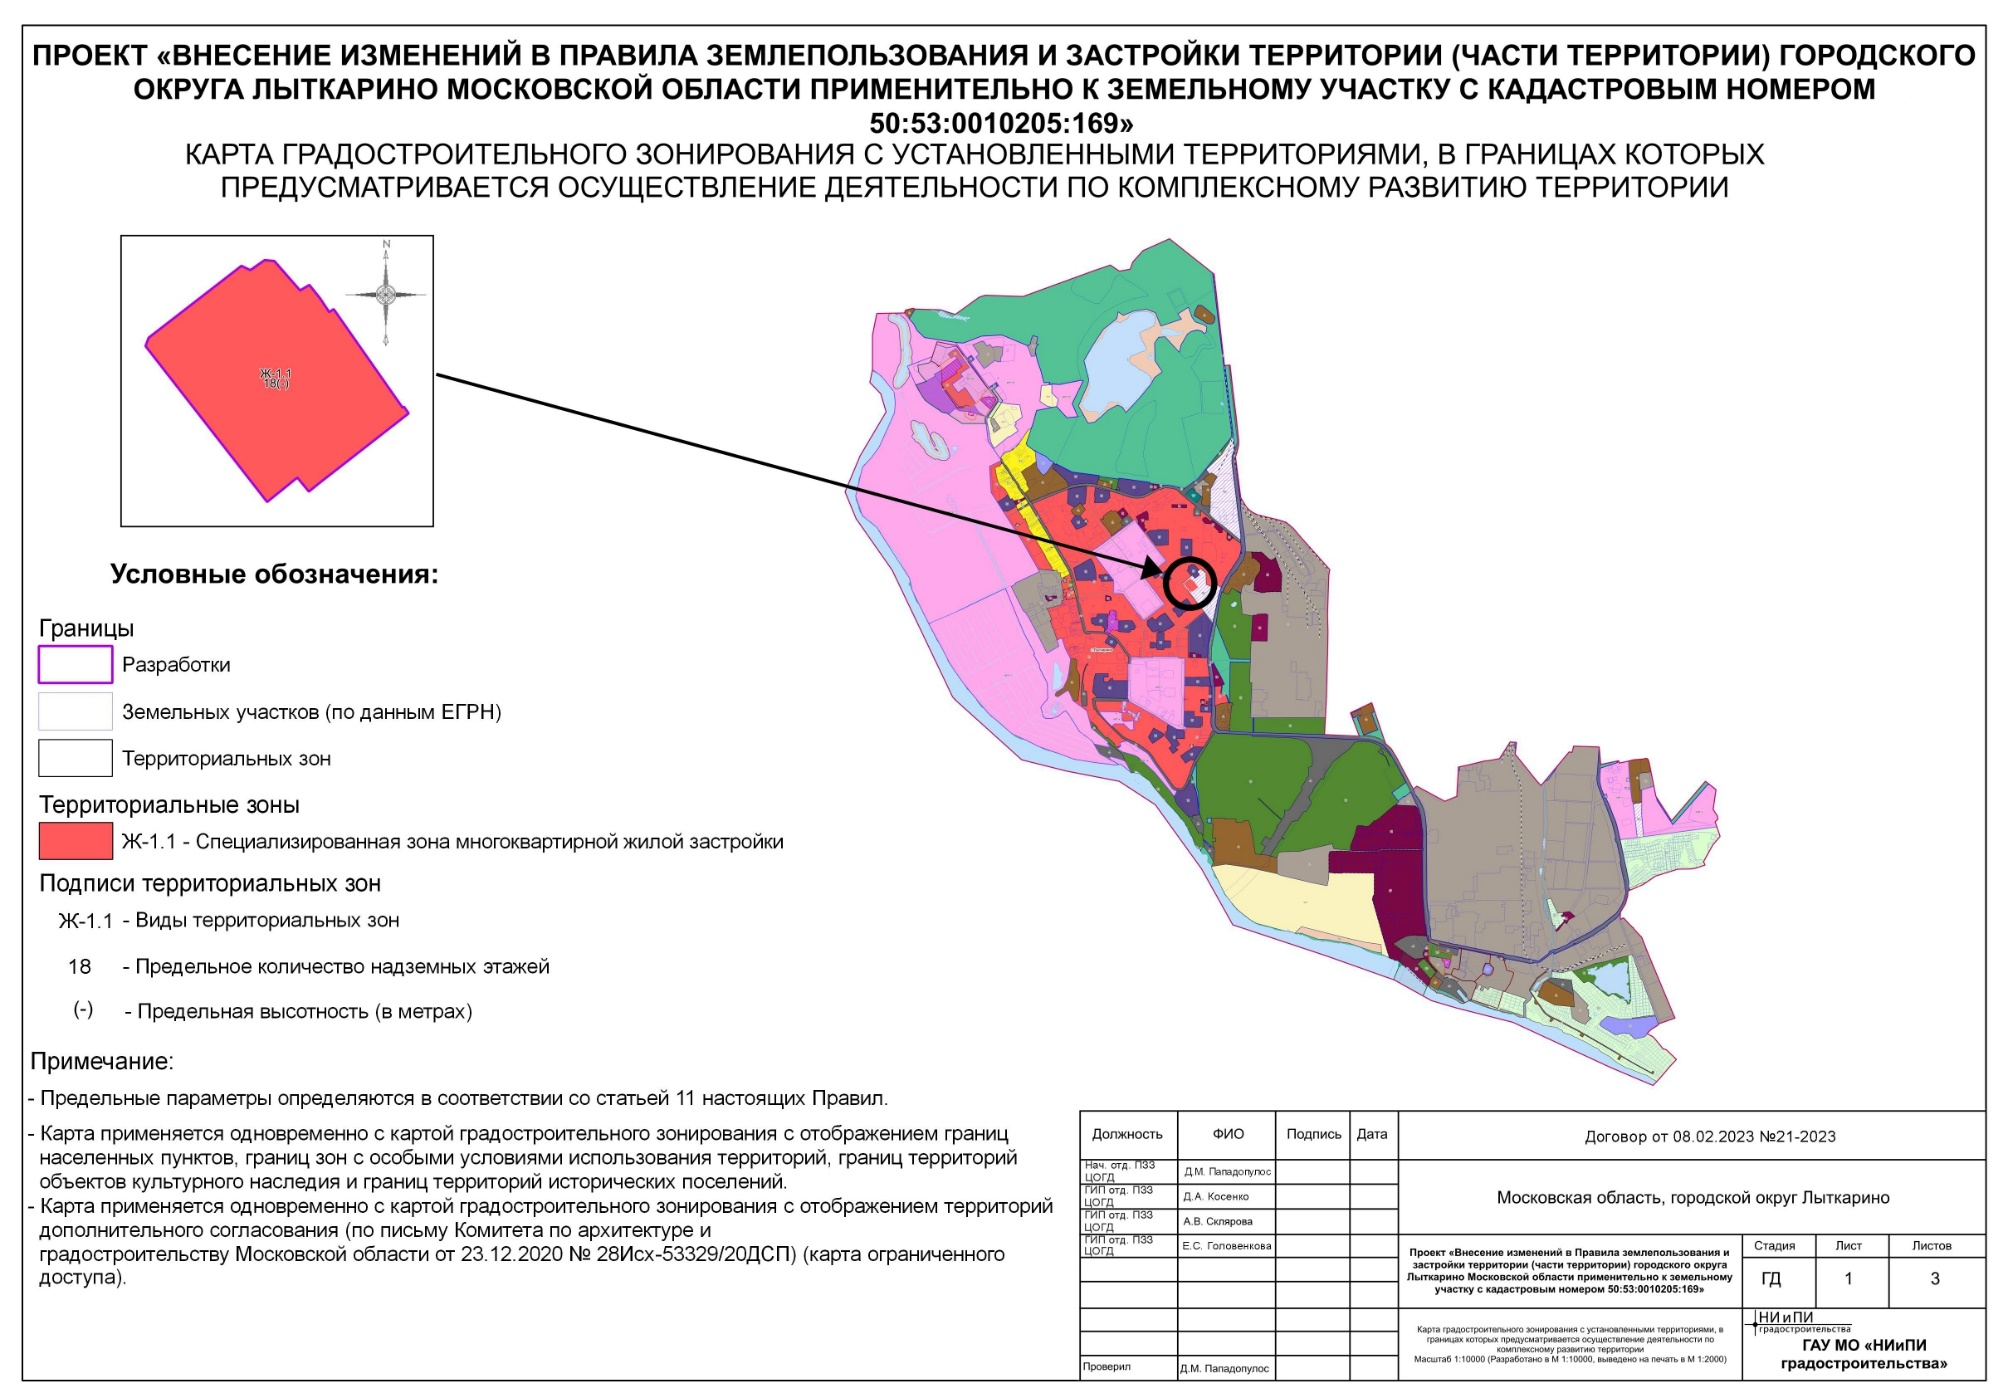 ПРОЕКТ «ВНЕСЕНИЕ ИЗМЕНЕНИЙ В ПРАВИЛА ЗЕМЛЕПОЛЬЗОВАНИЯ И ЗАСТРОЙКИ ТЕРРИТОРИИ (ЧАСТИ ТЕРРИТОРИИ) ГОРОДСКОГО
ОКРУГА ЛЫТКАРИНО МОСКОВСКОЙ ОБЛАСТИ ПРИМЕНИТЕЛЬНО К ЗЕМЕЛЬНОМУ УЧАСТКУ С КАДАСТРОВЫМ НОМЕРОМ
50:53:0010205:169»
КАРТА ГРАДОСТРОИТЕЛЬНОГО ЗОНИРОВАНИЯ С УСТАНОВЛЕННЫМИ ТЕРРИТОРИЯМИ, В ГРАНИЦАХ КОТОРЫХ
ПРЕДУСМАТРИВАЕТСЯ ОСУЩЕСТВЛЕНИЕ ДЕЯТЕЛЬНОСТИ ПО КОМПЛЕКСНОМУ РАЗВИТИЮ ТЕРРИТОРИИ
N
Ж-1.1
18(-)
Условные обозначения:
Границы
Разработки
Земельных участков (по данным ЕГРН)
Территориальных зон
Территориальные зоны
Ж-1.1 - Специализированная зона многоквартирной жилой застройки
Подписи территориальных зон
Ж-1.1 - Виды территориальных зон
18 - Предельное количество надземных этажей
(-) - Предельная высотность (в метрах)
Примечание:
- Предельные параметры определяются в соответствии со статьей 11 настоящих Правил.
- Карта применяется одновременно с картой градостроительного зонирования с отображением границ
населенных пунктов, границ зон с особыми условиями использования территорий, границ территорий
объектов культурного наследия и границ территорий исторических поселений.
- Карта применяется одновременно с картой градостроительного зонирования с отображением территорий
дополнительного согласования (по письму Комитета по архитектуре и
градостроительству Московской области от 23.12.2020 № 28Исх-53329/20ДСП) (карта ограниченного
доступа).
Должность ФИО Подпись Дата
Нач. отд. ПЗЗ
ЦОГД
Д.М. Пападопулос
ГИП отд. ПЗЗ
ЦОГД
Д.А. Косенко
ГИП отд. ПЗЗ
ЦОГД
А.В. Склярова
ГИП отд. ПЗЗ
ЦОГД
Е.С. Головенкова
Проверил Д.М. Пападопулос
Договор от 08.02.2023 №21-2023
Московская область, городской округ Лыткарино
Проект «Внесение изменений в Правила землепользования и
застройки территории (части территории) городского округа
Лыткарино Московской области применительно к земельному
участку с кадастровым номером 50:53:0010205:169»
Стадия Лист Листов
ГД 1 3
Карта градостроительного зонирования с установленными территориями, в
границах которых предусматривается осуществление деятельности по
комплексному развитию территории
Масштаб 1:10000 (Разработано в М 1:10000, выведено на печать в М 1:2000)
НИиПИ
градостроительства
ГАУ МО «НИиПИ
градостроительства»